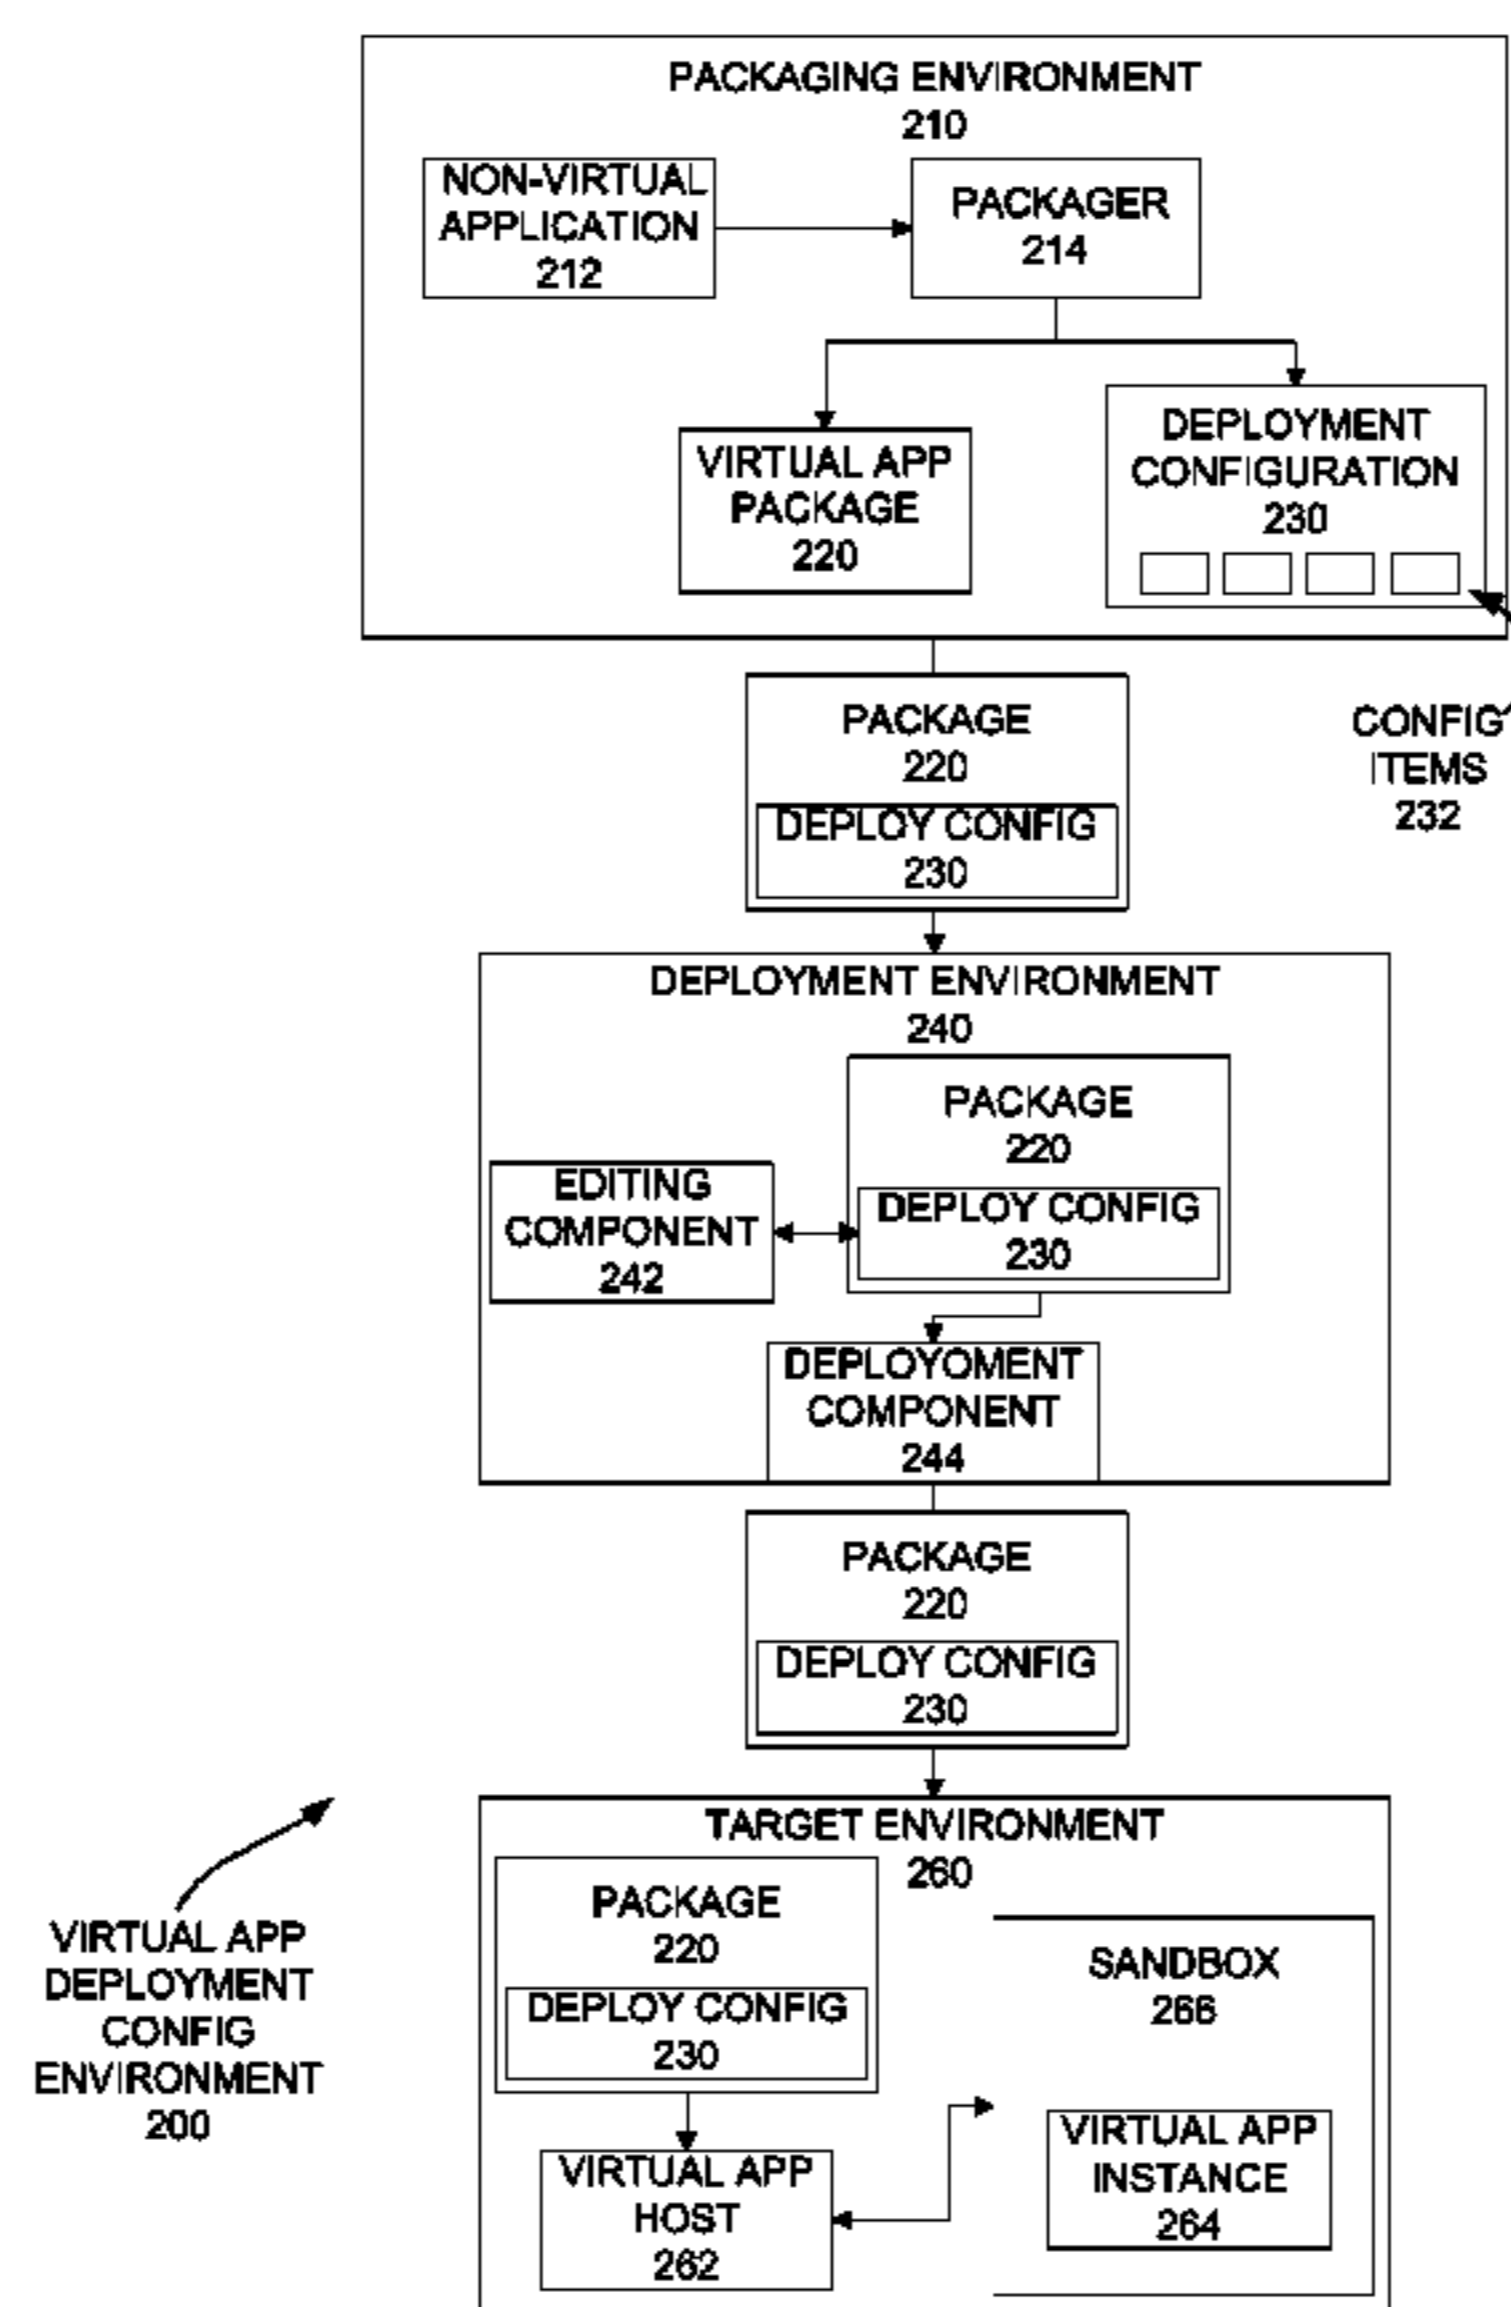 PACKAGING ENVIRONMENT
210
NON-VIRTUAL
APPLICATION
212
PACKAGER
214
VIRTUAL APP
PACKAGE
220
DEPLOYMENT
CONFIGURATION
230
PACKAGE
220
DEPLOY CONFIG
230
CONFIG
ITEMS
232
DEPLOYMENT ENVIRONMENT
240
PACKAGE
220
DEPLOY CONFIG
230
EDITING
COMPONENT
242
DEPLOYOMENT
COMPONENT
244
PACKAGE
220
DEPLOY CONFIG
230
TARGET ENVIRONMENT
260
PACKAGE
220
DEPLOY CONFIG
230
SANDBOX
266
VIRTUAL APP
DEPLOYMENT
CONFIG
ENVIRONMENT
200
VIRTUAL APP
HOST
262
VIRTUAL APP
INSTANCE
264